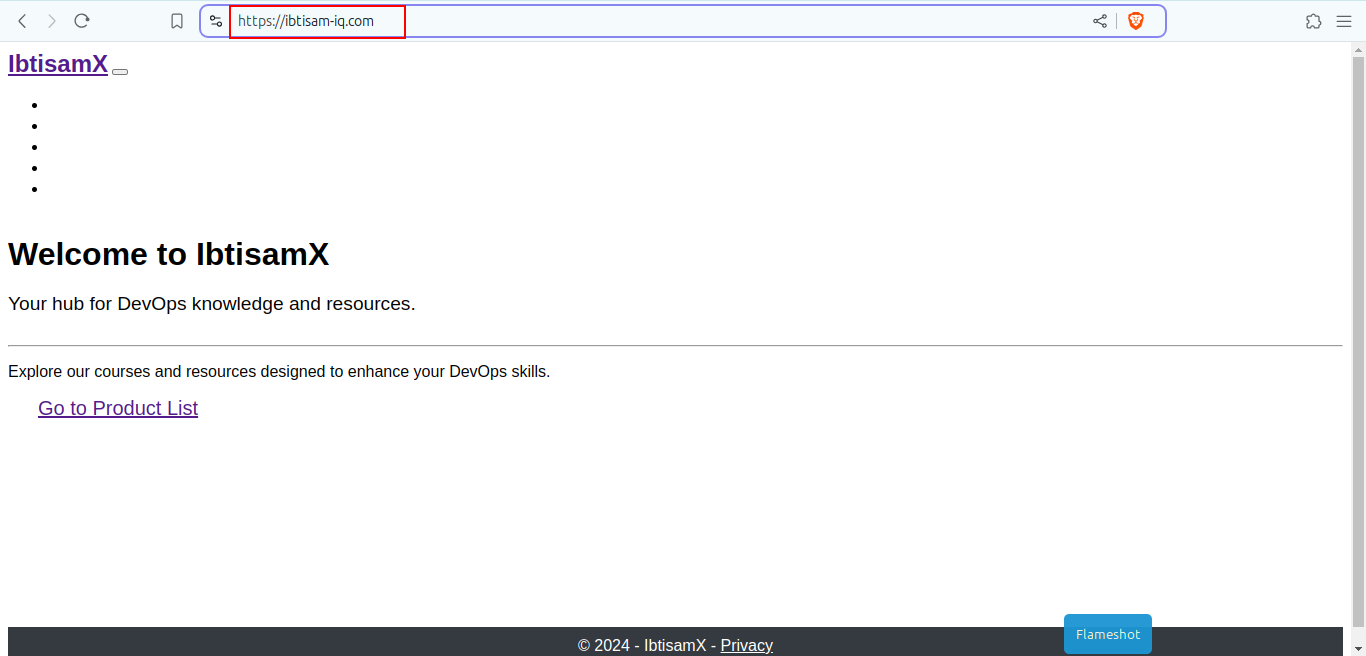 https://ibtisam-iq.com
IbtisamX
Welcome to IbtisamX
Your hub for DevOps knowledge and resources.
Explore our courses and resources designed to enhance your DevOps skills.
Go to Product List
Flameshot
© 2024 - IbtisamX - Privacy